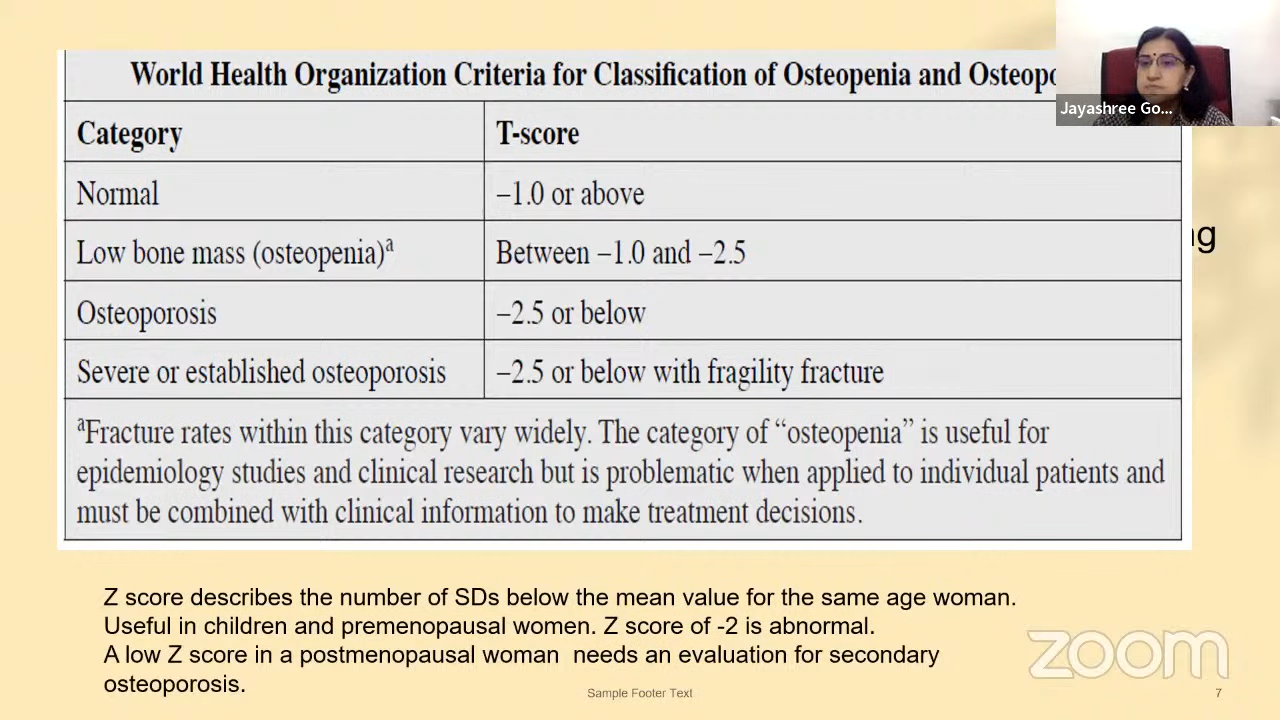 World Health Organization Criteria for Classification of Osteopenia and
Jayashree Go...
Category T-score
Normal –1.0 or above
Low bone mass (osteopenia)ª Between –1.0 and –2.5
Osteoporosis –2.5 or below
Severe or established osteoporosis –2.5 or below with fragility fracture
ªFracture rates within this category vary widely. The category of “osteopenia” is useful for
epidemiology studies and clinical research but is problematic when applied to individual patients and
must be combined with clinical information to make treatment decisions.
Z score describes the number of SDs below the mean value for the same age woman.
Useful in children and premenopausal women. Z score of -2 is abnormal.
A low Z score in a postmenopausal woman needs an evaluation for secondary
osteoporosis.
zoom
Sample Footer Text
7